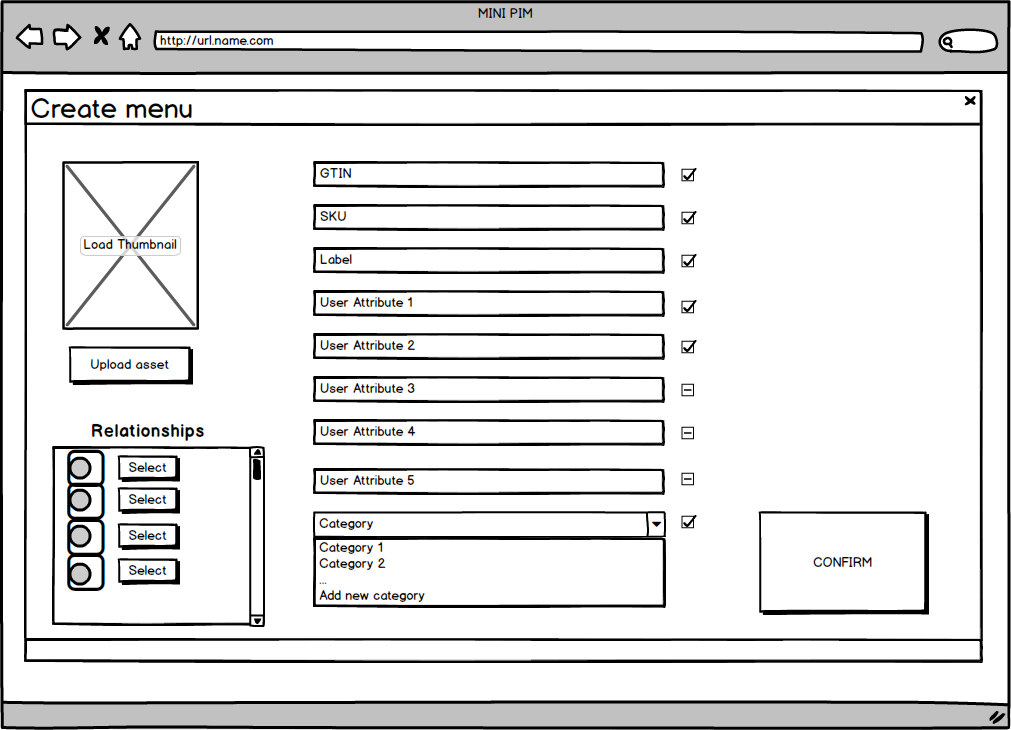 MINI PIM
http://url.name.com
Create menu
Load Thumbnail
Upload asset
Relationships
Select
Select
Select
Select
GTIN
SKU
Label
User Attribute 1
User Attribute 2
User Attribute 3
User Attribute 4
User Attribute 5
Category
Category 1
Category 2
...
Add new category
CONFIRM